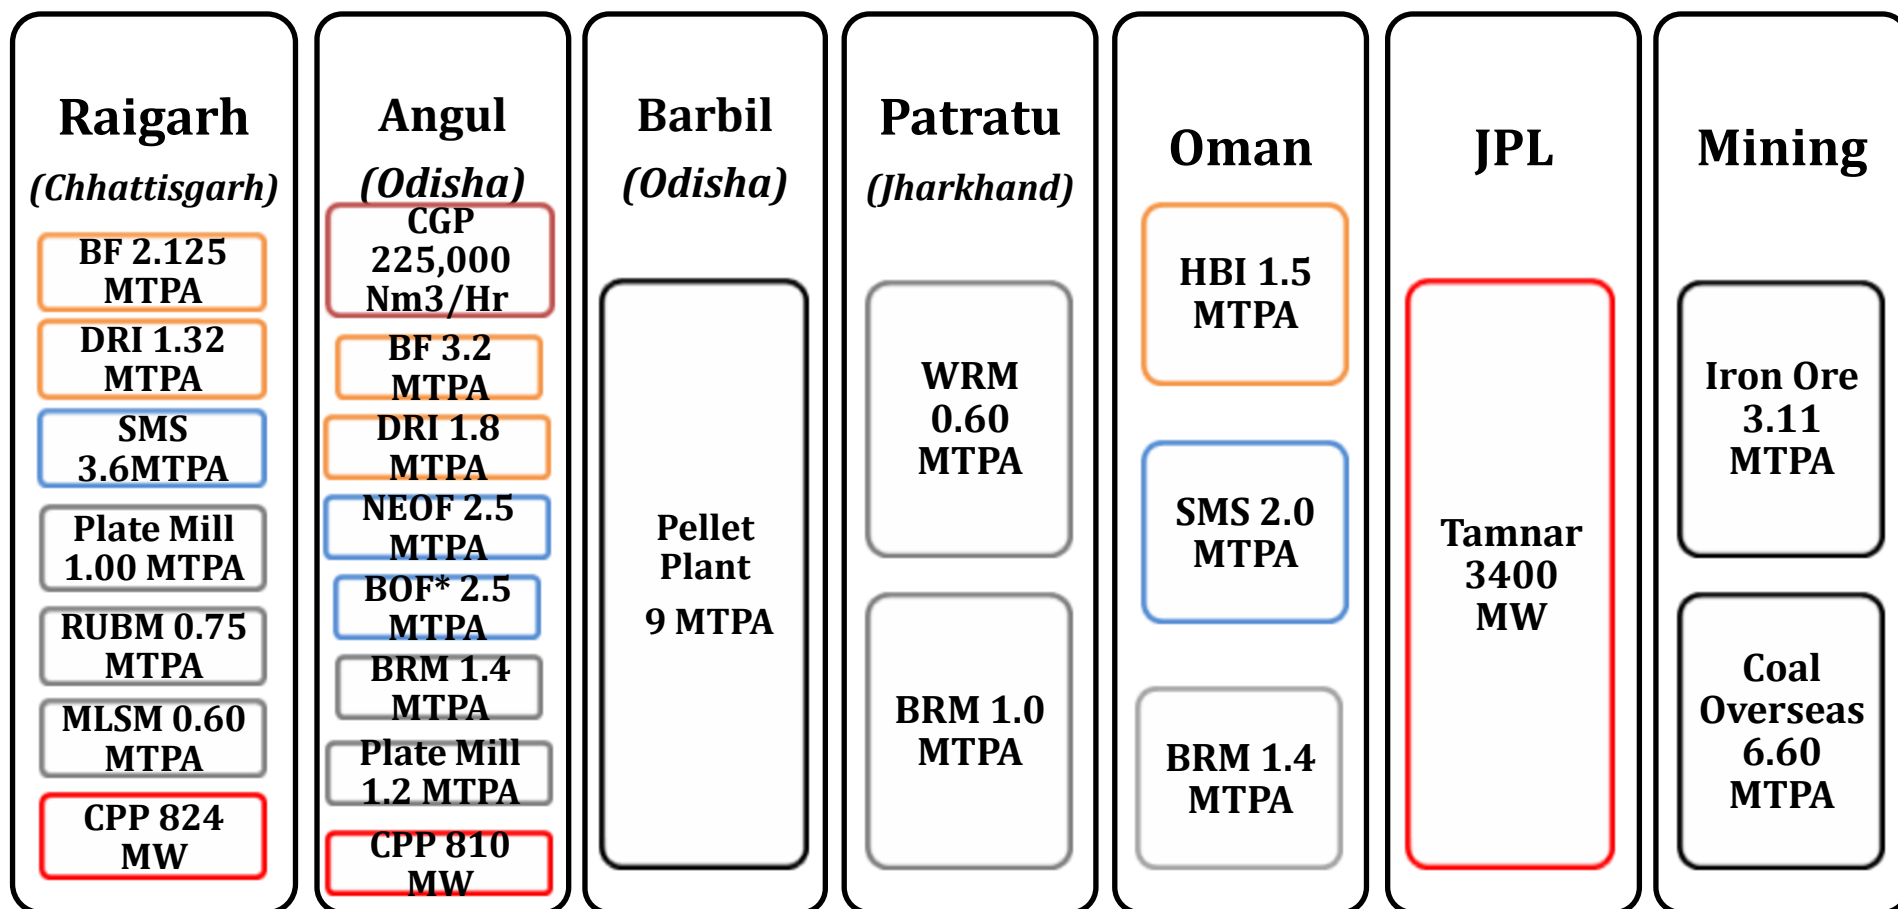 Raigarh
(Chhattisgarh)
BF 2.125
MTPA
DRI 1.32
MTPA
SMS
3.6MTPA
Plate Mill
1.00 MTPA
RUBM 0.75
MTPA
MLSM 0.60
MTPA
CPP 824
MW
Angul
(Odisha)
CGP
225,000
Nm3/Hr
BF 3.2
MTPA
DRI 1.8
MTPA
NEOF 2.5
MTPA
BOF* 2.5
MTPA
BRM 1.4
MTPA
Plate Mill
1.2 MTPA
CPP 810
MW
Barbil
(Odisha)
Pellet
Plant
9 MTPA
Patratu
(Jharkhand)
WRM
0.60
MTPA
BRM 1.0
MTPA
Oman
HBI 1.5
MTPA
SMS 2.0
MTPA
BRM 1.4
MTPA
JPL
Tamnar
3400
MW
Mining
Iron Ore
3.11
MTPA
Coal
Overseas
6.60
MTPA